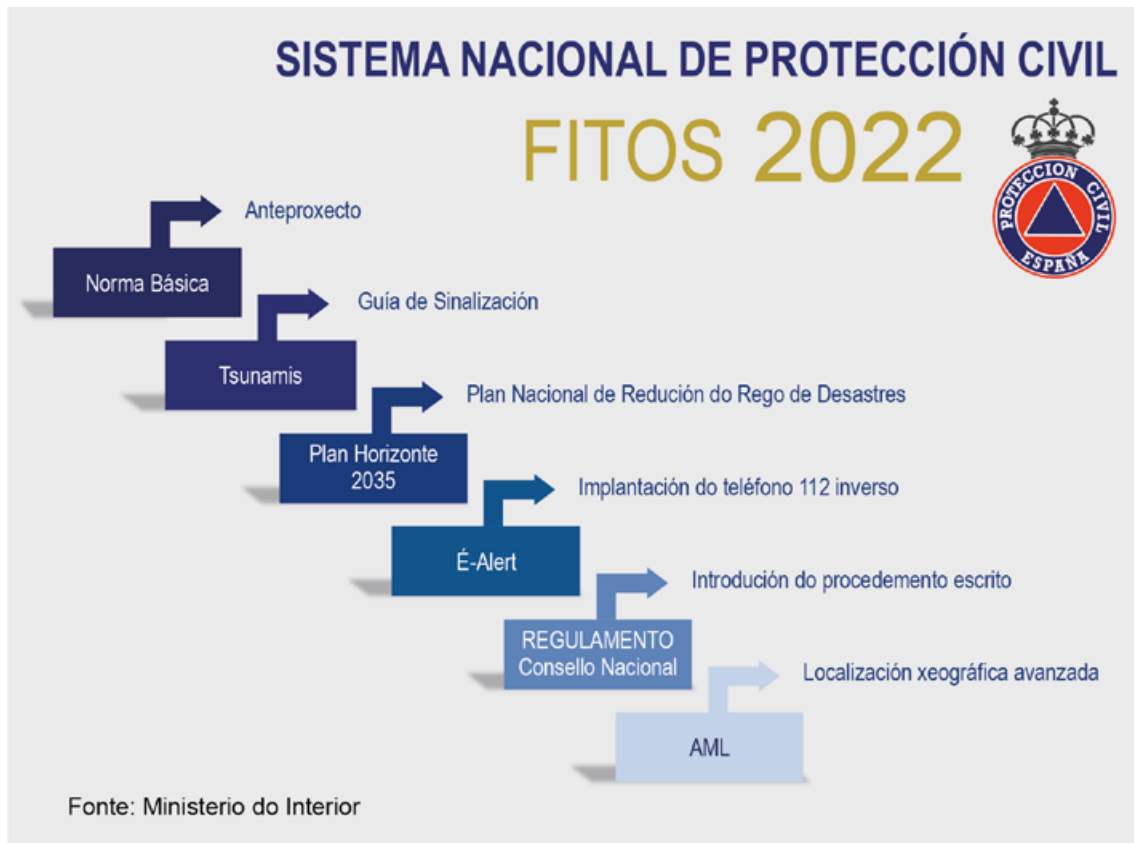 SISTEMA NACIONAL DE PROTECCIÓN CIVIL
FITOS 2022
PROTECCION CIVIL
ESPAÑA
Anteproxecto
Norma Básica
Guía de Sinalización
Tsunamis
Plan Nacional de Redución do Rego de Desastres
Plan Horizonte
2035
Implantación do teléfono 112 inverso
É-Alert
Introdución do procedemento escrito
REGULAMENTO
Consello Nacional
Localización xeográfica avanzada
AML
Fonte: Ministerio do Interior